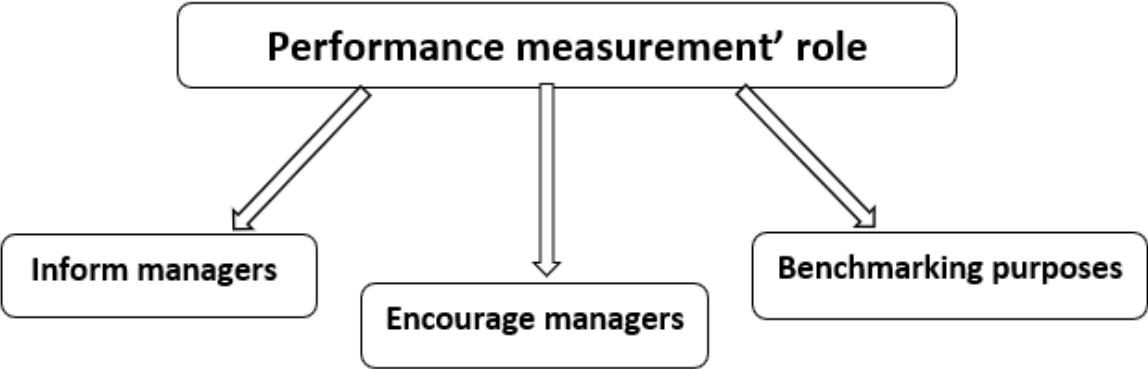 Performance measurement’ role
Inform managers
Encourage managers
Benchmarking purposes